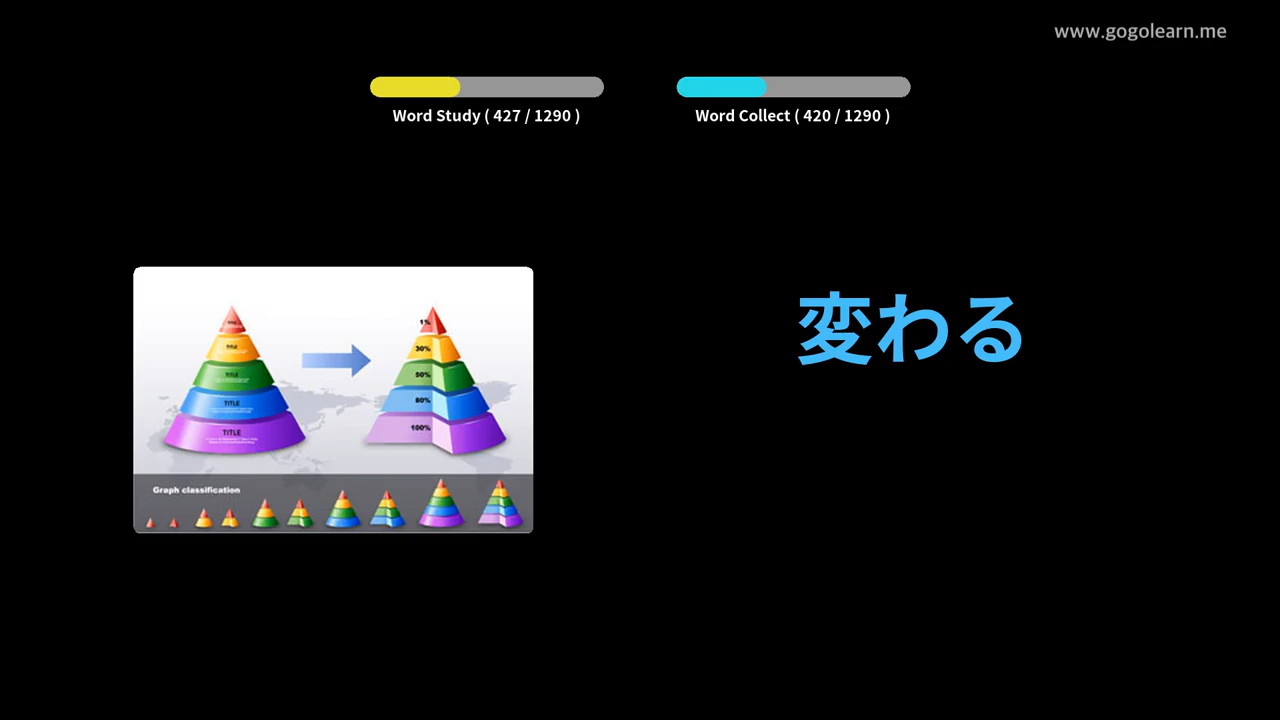 www.gogolearn.me
Word Study ( 427 / 1290 )
Word Collect ( 420 / 1290 )
変わる
TITLE
TITLE
TITLE
TITLE
1%
30%
50%
80%
100%
Graph classification